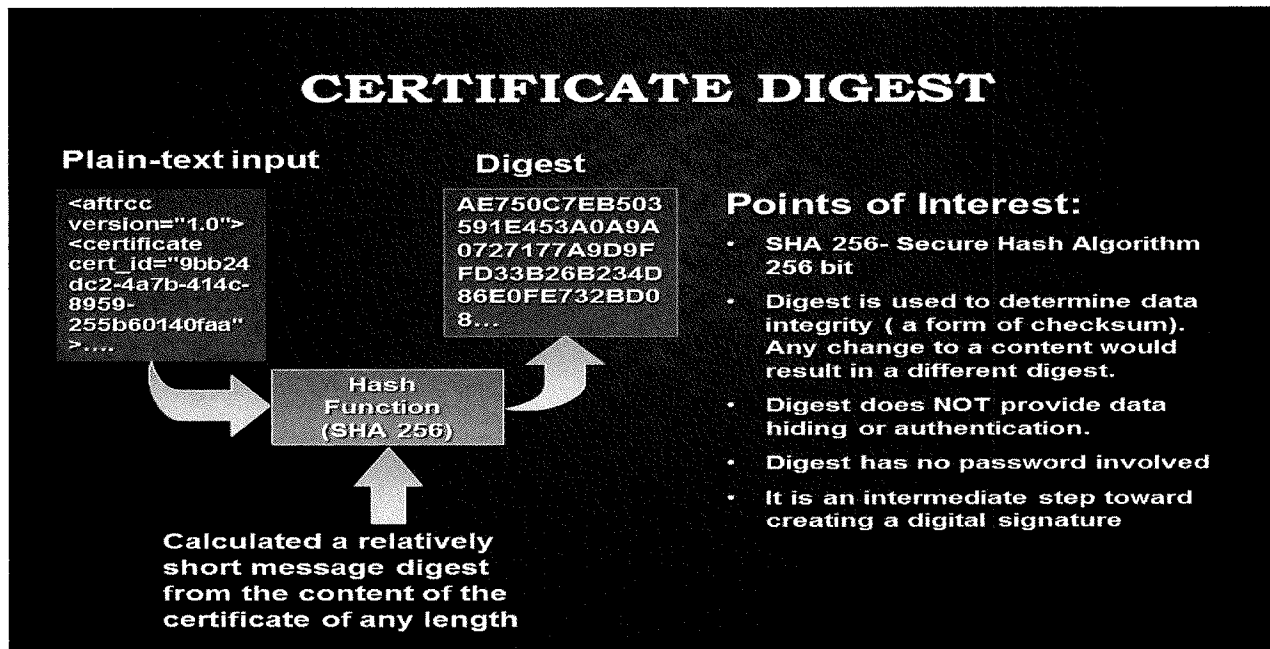 CERTIFICATE DIGEST
Plain-text input
<aftrcc
version="1.0">
<certificate
cert_id="9bb24
dc2-4a7b-414c-
8959-
255b60140faa"
>....
Hash
Function
(SHA 256)
Calculated a relatively
short message digest
from the content of the
certificate of any length
Digest
AE750C7EB503
591E453A0A9A
0727177A9D9F
FD33B26B234D
86E0FE732BD0
8...
Points of Interest:
• SHA 256- Secure Hash Algorithm
256 bit
• Digest is used to determine data
integrity ( a form of checksum).
Any change to a content would
result in a different digest.
• Digest does NOT provide data
hiding or authentication.
• Digest has no password involved
• It is an intermediate step toward
creating a digital signature